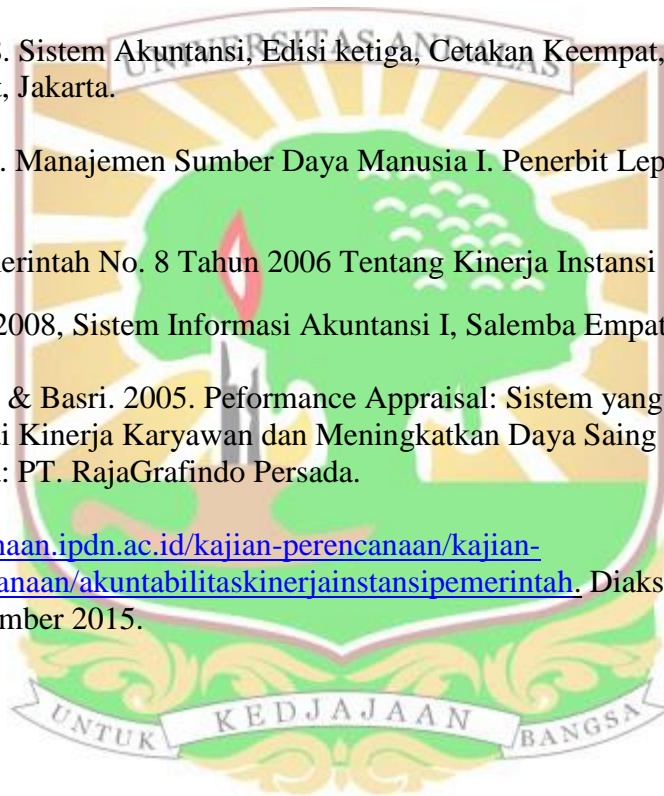 . Sistem Akuntansi, Edisi ketiga, Cetakan Keempat,
, Jakarta.
. Manajemen Sumber Daya Manusia I. Penerbit Lep
erintah No. 8 Tahun 2006 Tentang Kinerja Instansi
2008, Sistem Informasi Akuntansi I, Salemba Empat
& Basri. 2005. Peformance Appraisal: Sistem yang
i Kinerja Karyawan dan Meningkatkan Daya Saing
: PT. RajaGrafindo Persada.
naan.ipdn.ac.id/kajian-perencanaan/kajian-
anaan/akuntabilitaskinerjainstansipemerintah. Diaks
mber 2015.
UNIVERSITAS ANDALAS
UNTUK KEDJAJAAN BANGSA